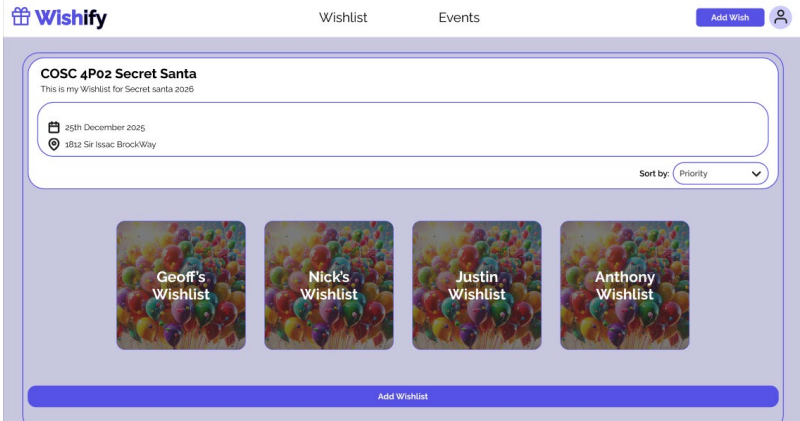 Wishify
Wishlist
Events
Add Wish
COSC 4P02 Secret Santa
This is my Wishlist for Secret santa 2026
25th December 2025
1812 Sir Issac BrockWay
Sort by:
Priority
Geoff's
Wishlist
Nick's
Wishlist
Justin
Wishlist
Anthony
Wishlist
Add Wishlist